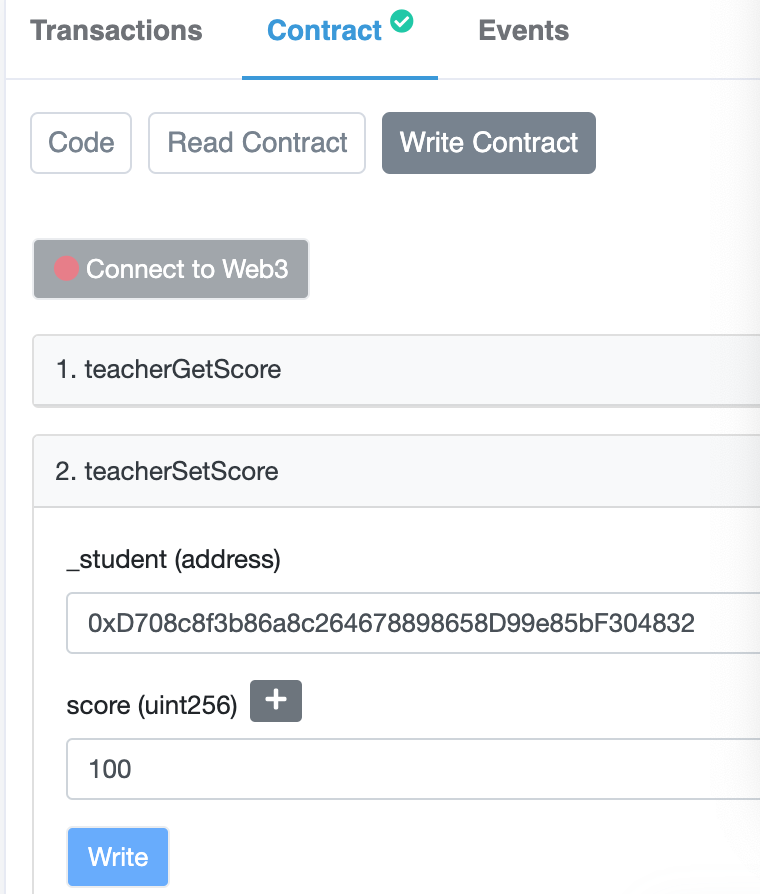 Transactions Contract Events
Code Read Contract Write Contract
Connect to Web3
1. teacherGetScore
2. teacherSetScore
_student (address)
0xD708c8f3b86a8c264678898658D99e85bF304832
score (uint256) +
100
Write